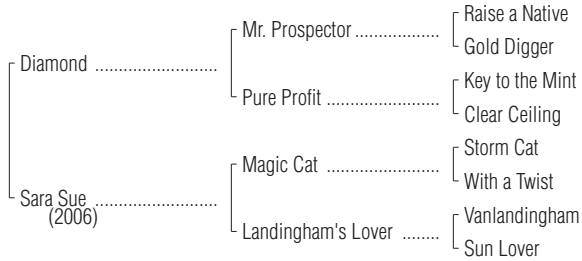 Raise a Native
Mr. Prospector ..................
Gold Digger
Diamond ..........................
Key to the Mint
Pure Profit ........................
Clear Ceiling
Storm Cat
Magic Cat ........................
With a Twist
Sara Sue ..........................
(2006)
Vanlandingham
Landingham's Lover ........
Sun Lover